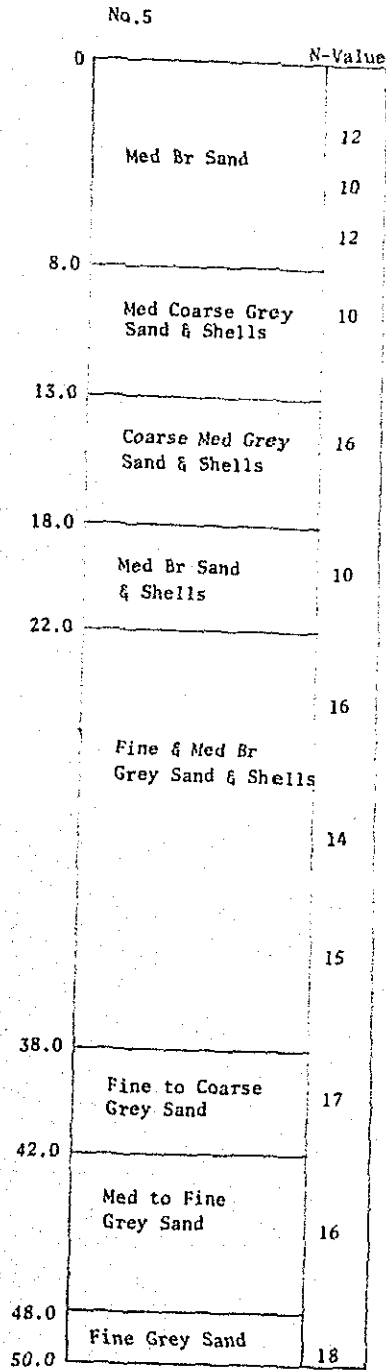 No.5
N-Value
0
12
Med Br Sand
10
12
8.0
Med Coarse Grey
Sand & Shells
10
13.0
Coarse Med Grey
Sand & Shells
16
18.0
Med Br Sand
& Shells
10
22.0
16
Fine & Med Br
Grey Sand & Shells
14
15
38.0
Fine to Coarse
Grey Sand
17
42.0
Med to Fine
Grey Sand
16
48.0
Fine Grey Sand
18
50.0